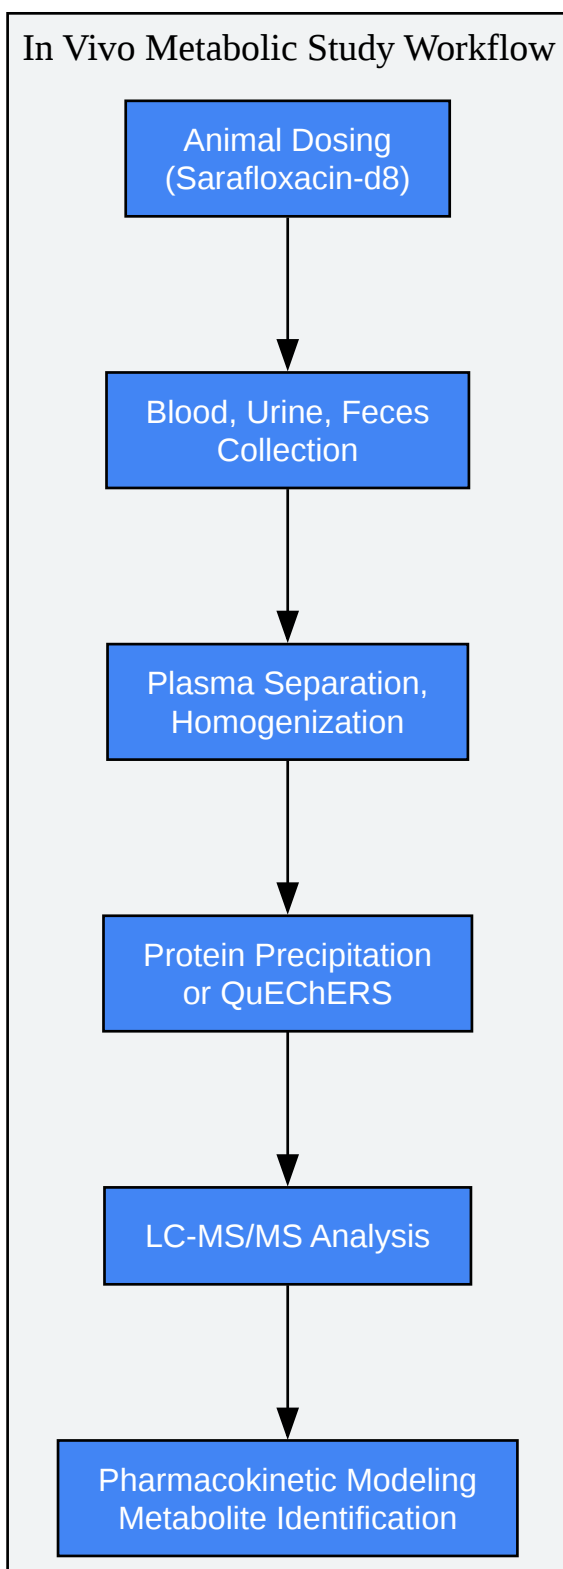 In Vivo Metabolic Study Workflow
Animal Dosing
(Sarafloxacin-d8)
Blood, Urine, Feces
Collection
Plasma Separation,
Homogenization
Protein Precipitation
or QuEChERS
LC-MS/MS Analysis
Pharmacokinetic Modeling
Metabolite Identification